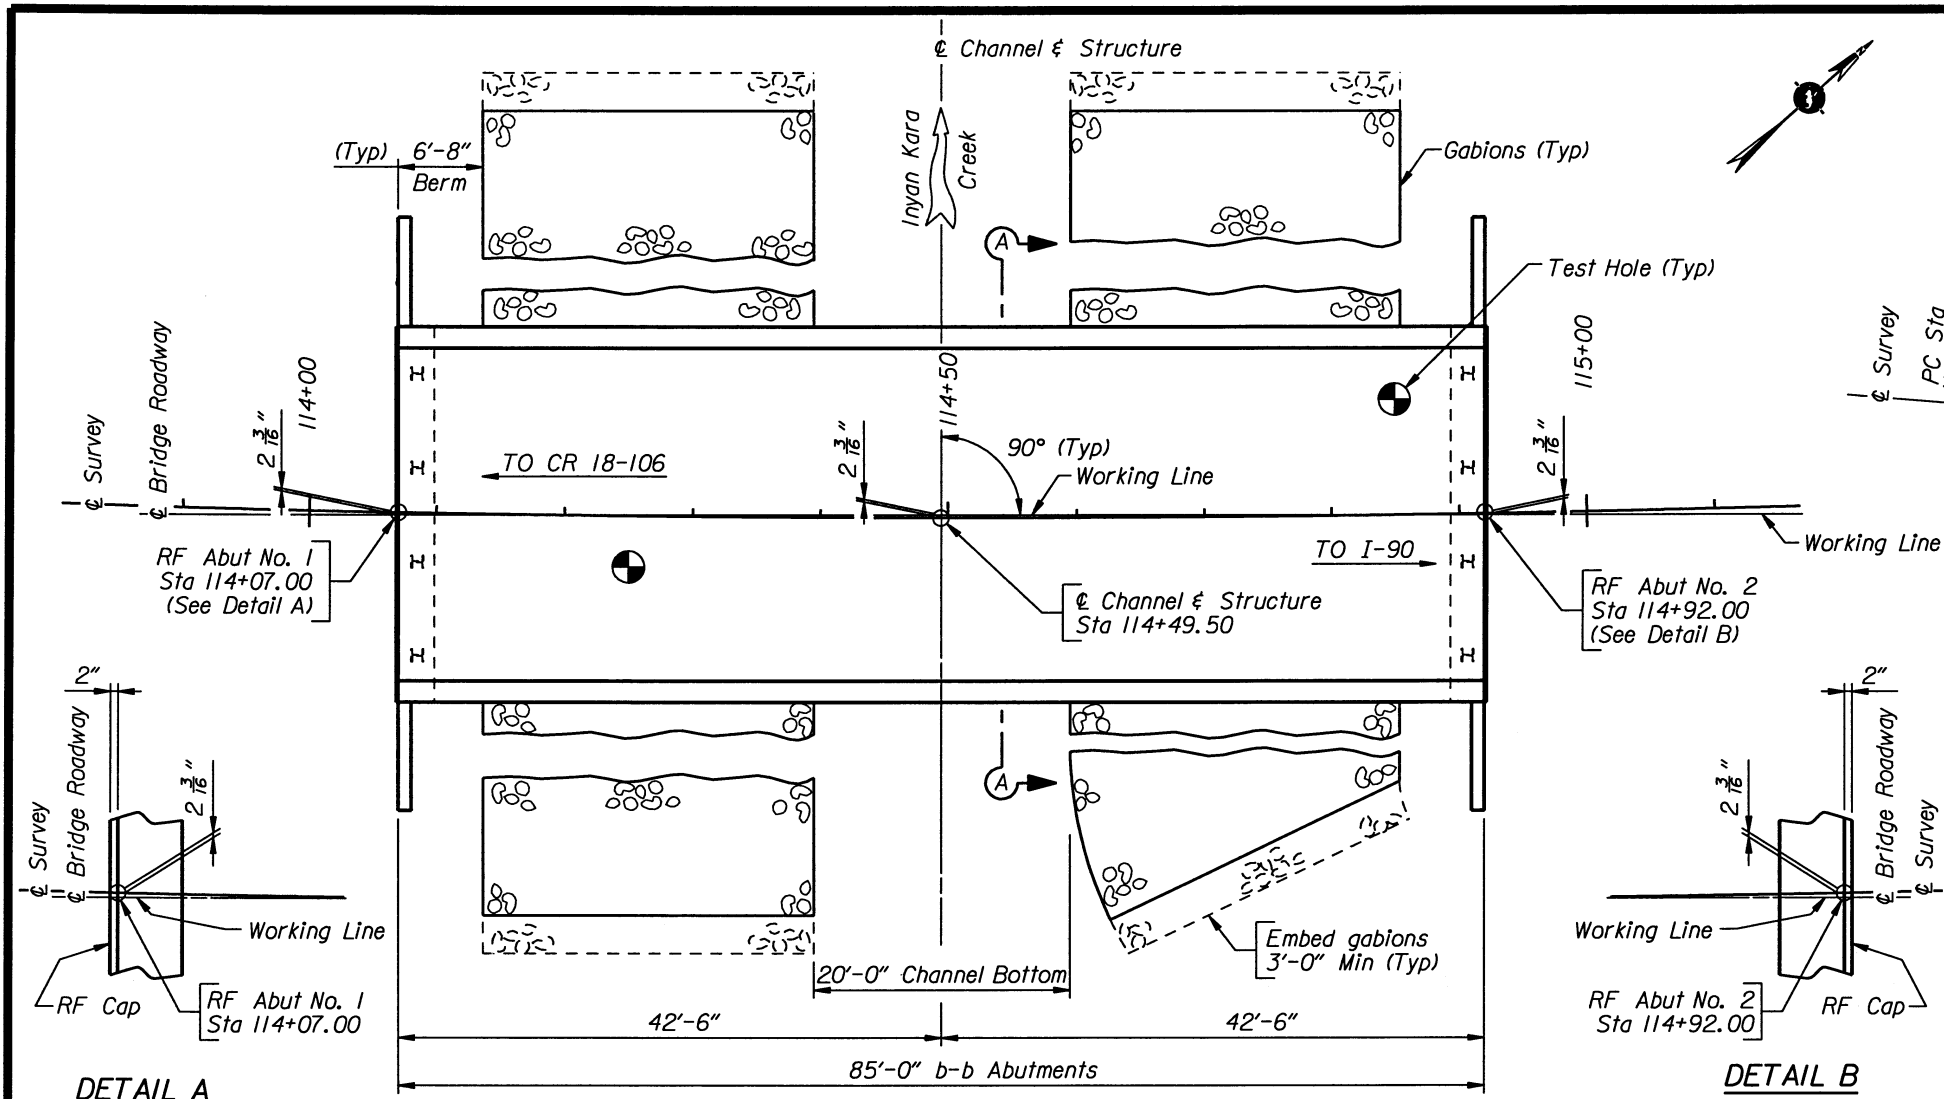 ℄ Channel & Structure
(Typ) 6'-8"
Berm
Inyan Kara
Creek
Gabions (Typ)
A
Test Hole (Typ)
℄ Survey
℄ Bridge Roadway
2 3/16"
114+00
TO CR 18-106
2 3/16"
114+50
90° (Typ)
Working Line
2 3/16"
115+00
℄ Survey
PC Sta
RF Abut No. 1
Sta 114+07.00
(See Detail A)
TO I-90
Working Line
℄ Channel & Structure
Sta 114+49.50
RF Abut No. 2
Sta 114+92.00
(See Detail B)
A
2"
℄ Survey
℄ Bridge Roadway
2 3/16"
Working Line
RF Cap
RF Abut No. 1
Sta 114+07.00
DETAIL A
20'-0" Channel Bottom
Embed gabions
3'-0" Min (Typ)
42'-6"
42'-6"
85'-0" b-b Abutments
2"
2 3/16"
℄ Bridge Roadway
℄ Survey
Working Line
RF Abut No. 2
Sta 114+92.00
RF Cap
DETAIL B